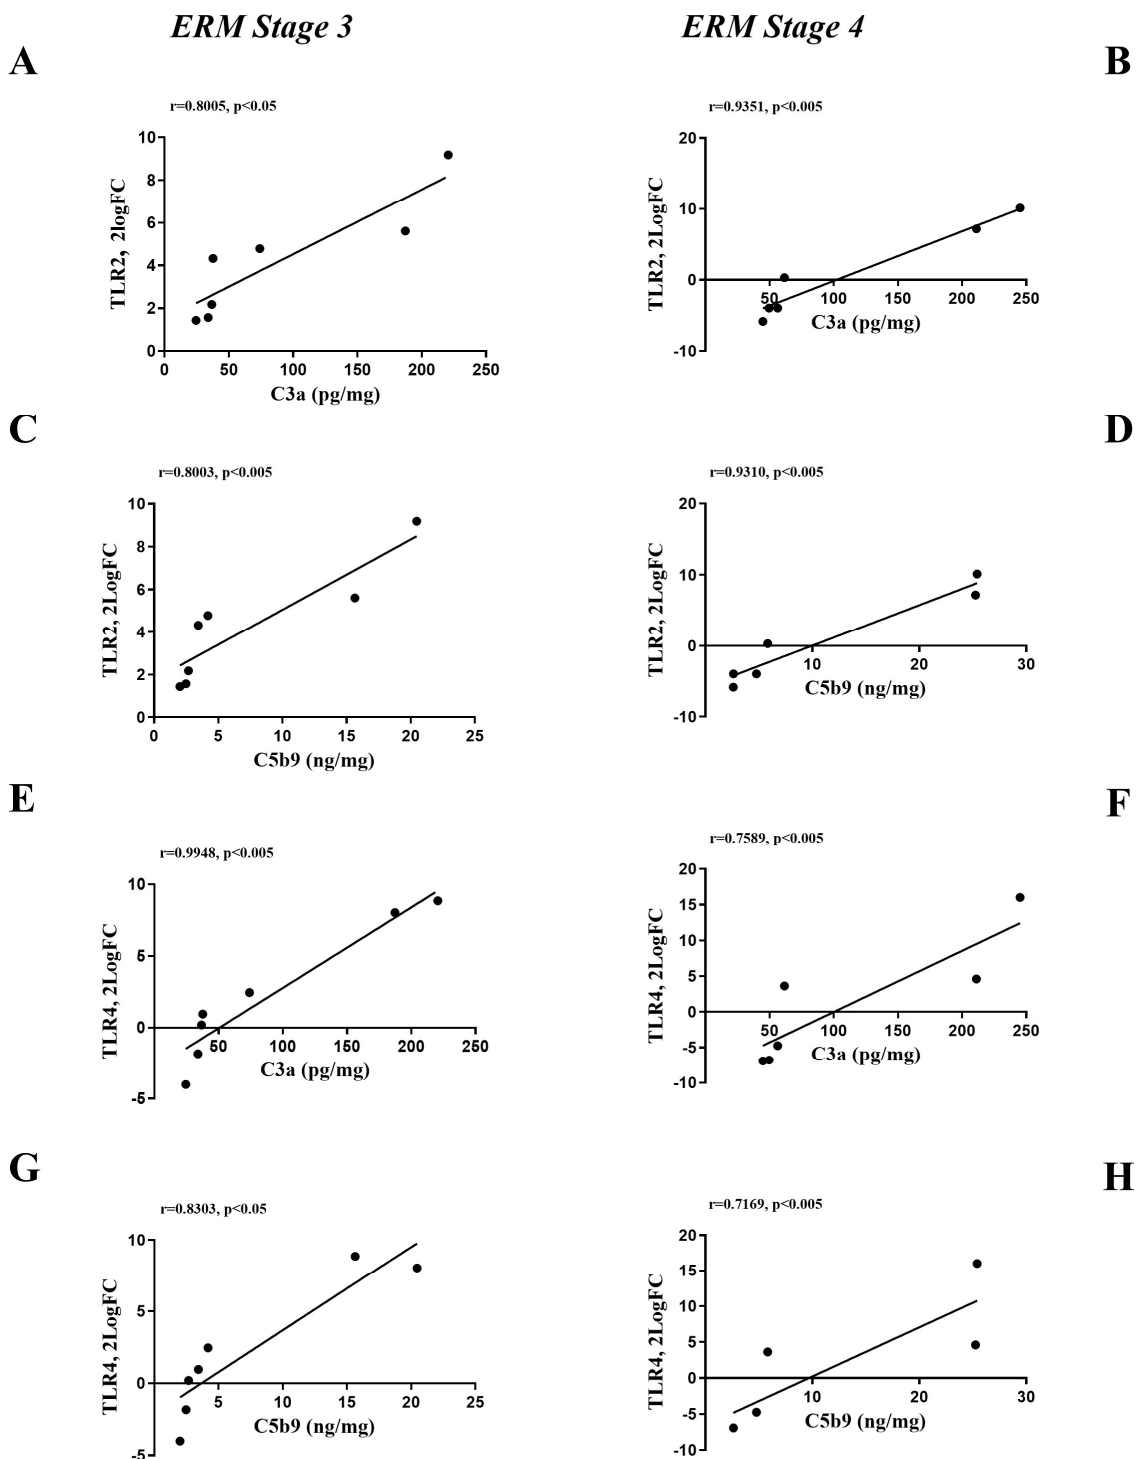 ERM Stage 3
ERM Stage 4
A
B
r=0.8005, p<0.05
r=0.9351, p<0.005
10
8
6
4
2
0
TLR2, 2logFC
0 50 100 150 200 250
C3a (pg/mg)
20
10
0
-10
TLR2, 2LogFC
50 100 150 200 250
C3a (pg/mg)
C
D
r=0.8003, p<0.005
r=0.9310, p<0.005
10
8
6
4
2
0
TLR2, 2LogFC
0 5 10 15 20 25
C5b9 (ng/mg)
20
10
0
-10
TLR2, 2LogFC
10 20 30
C5b9 (ng/mg)
E
F
r=0.9948, p<0.005
r=0.7589, p<0.005
10
5
0
-5
TLR4, 2LogFC
50 100 150 200 250
C3a (pg/mg)
20
15
10
5
0
-5
-10
TLR4, 2LogFC
50 100 150 200 250
C3a (pg/mg)
G
H
r=0.8303, p<0.05
r=0.7169, p<0.005
10
5
0
-5
TLR4, 2LogFC
5 10 15 20 25
C5b9 (ng/mg)
20
15
10
5
0
-5
-10
TLR4, 2LogFC
10 20 30
C5b9 (ng/mg)